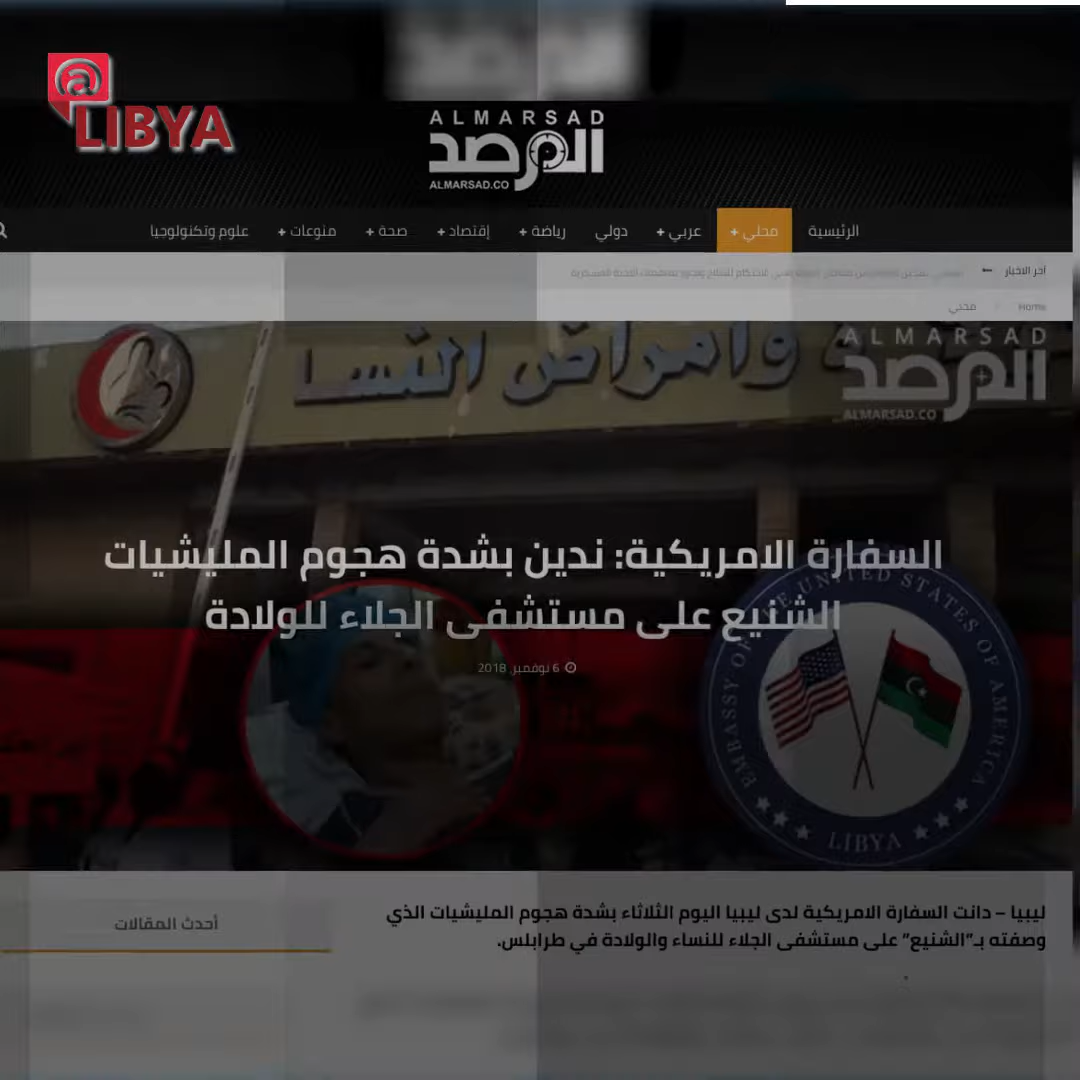 @
LIBYA
ALMARSAD
المرصد
ALMARSAD.CO
الرئيسية محلي + عربي + دولي رياضة + إقتصاد + صحة + منوعات + علوم وتكنولوجيا
آخر الاخبار
Home محلي
ALMARSAD
المرصد
ALMARSAD.CO
وامراض النسا
السفارة الامريكية: ندين بشدة هجوم المليشيات
الشنيع على مستشفى الجلاء للولادة
6 نوفمبر, 2018
THE UNITED STATES OF AMERICA
EMBASSY OF
LIBYA
ليبيا – دانت السفارة الامريكية لدى ليبيا اليوم الثلاثاء بشدة هجوم المليشيات الذي
وصفته بـ”الشنيع” على مستشفى الجلاء للنساء والولادة في طرابلس.
أحدث المقالات